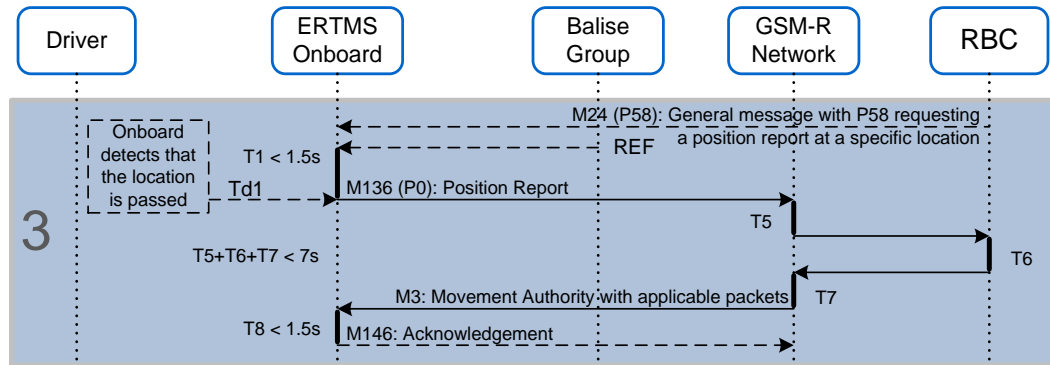 Driver
ERTMS
Onboard
Balise
Group
GSM-R
Network
RBC
M24 (P58): General message with P58 requesting
a position report at a specific location
Onboard
detects that
the location
is passed
T1 < 1.5s
REF
Td1
M136 (P0): Position Report
3
T5
T5+T6+T7 < 7s
T6
M3: Movement Authority with applicable packets
T7
T8 < 1.5s
M146: Acknowledgement